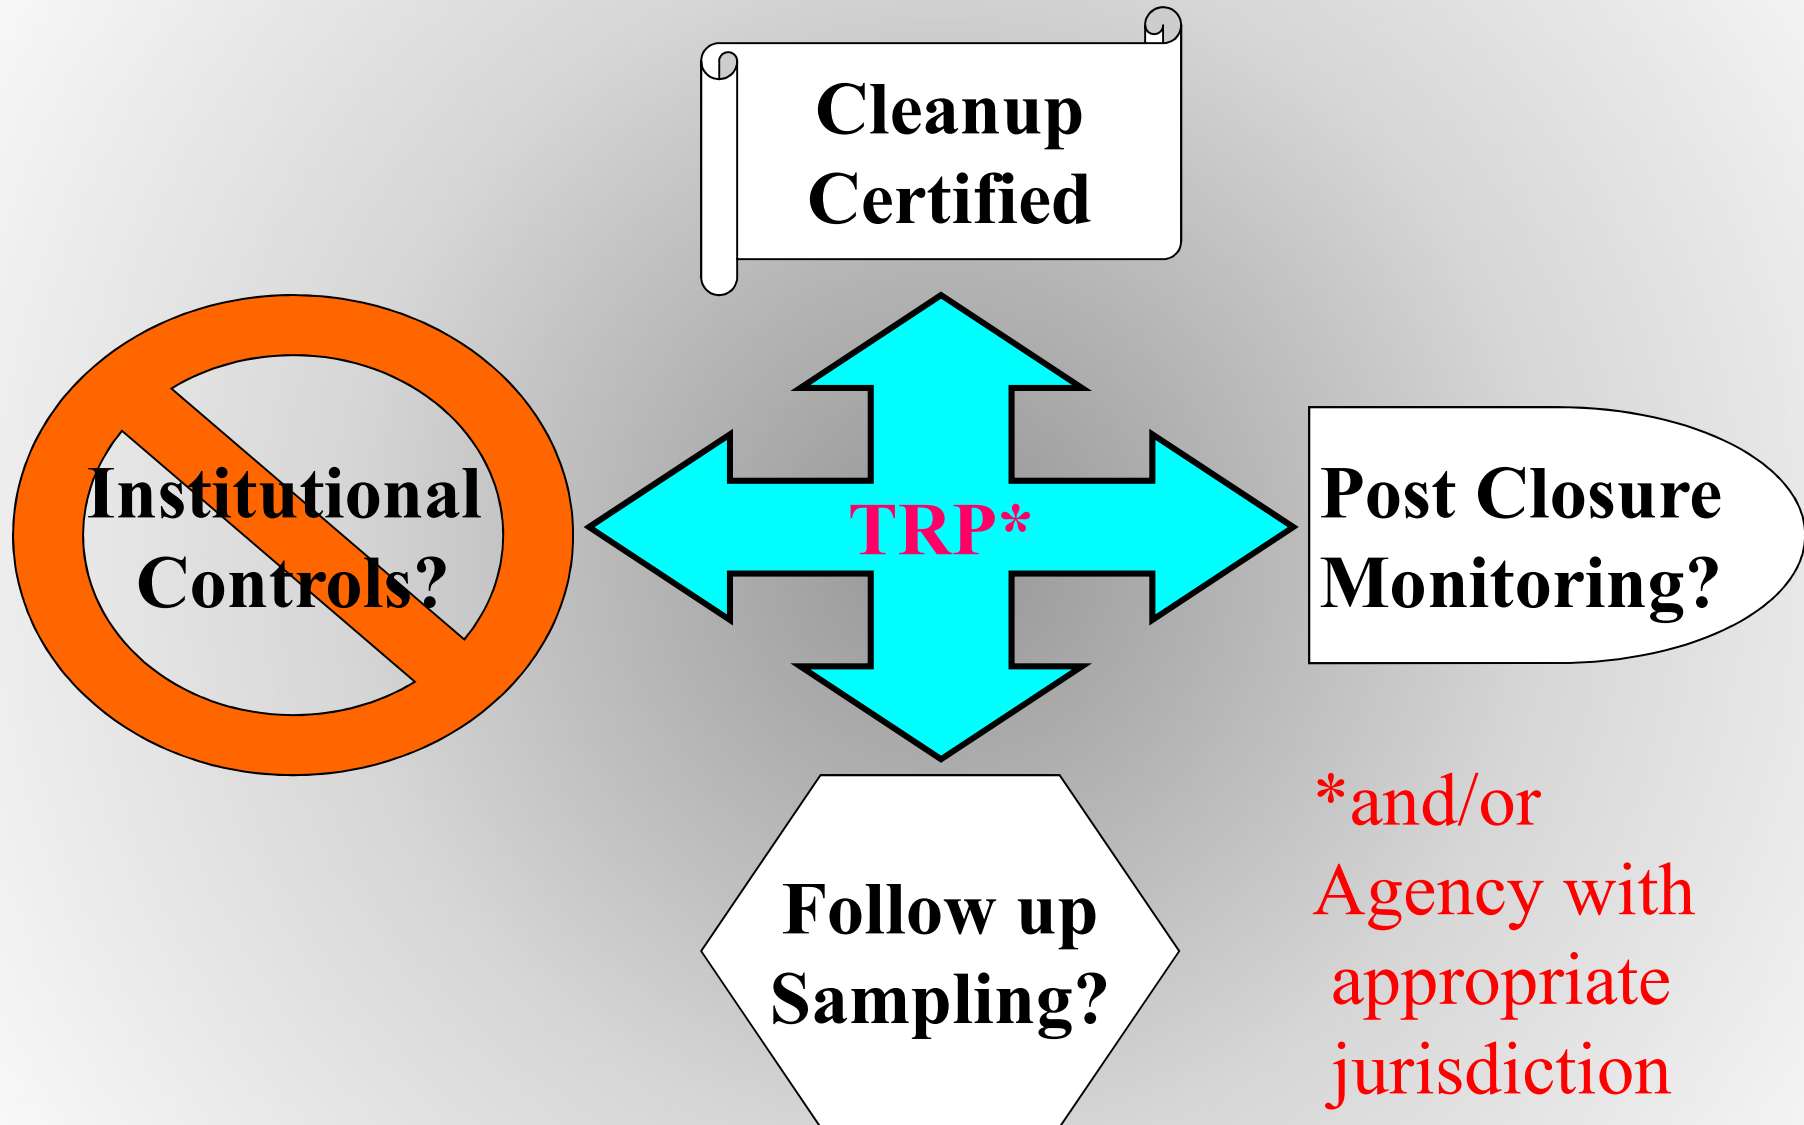 Cleanup
Certified
Institutional
Controls?
TRP*
Post Closure
Monitoring?
Follow up
Sampling?
*and/or
Agency with
appropriate
jurisdiction